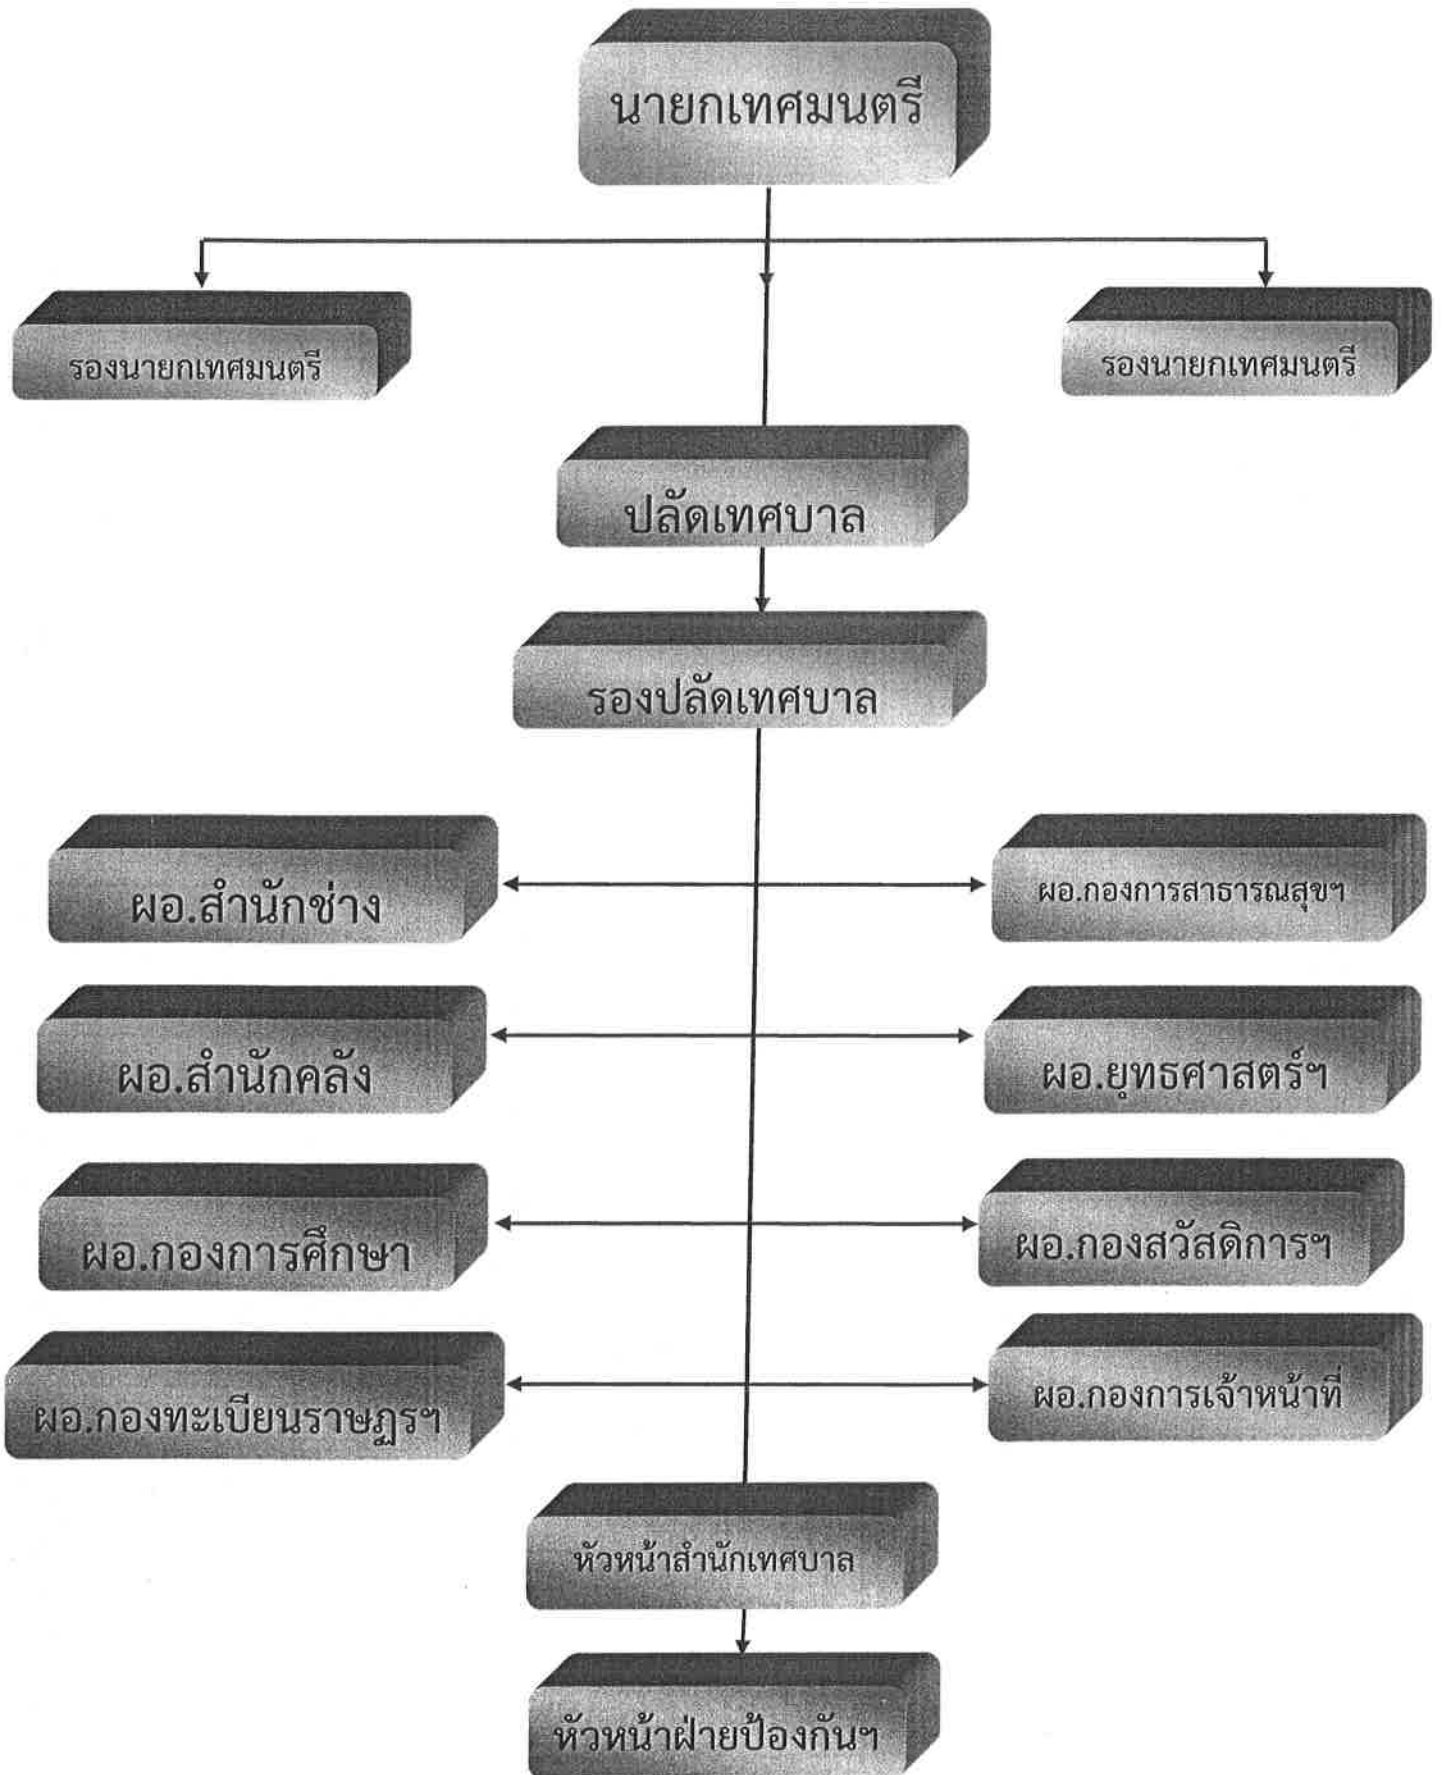 นายกเทศมนตรี
รองนายกเทศมนตรี
รองนายกเทศมนตรี
ปลัดเทศบาล
รองปลัดเทศบาล
ผอ.สำนักช่าง
ผอ.กองการสาธารณสุขฯ
ผอ.สำนักคลัง
ผอ.ยุทธศาสตร์ฯ
ผอ.กองการศึกษา
ผอ.กองสวัสดิการฯ
ผอ.กองทะเบียนราษฎรฯ
ผอ.กองการเจ้าหน้าที่
หัวหน้าสำนักเทศบาล
หัวหน้าฝ่ายป้องกันฯ